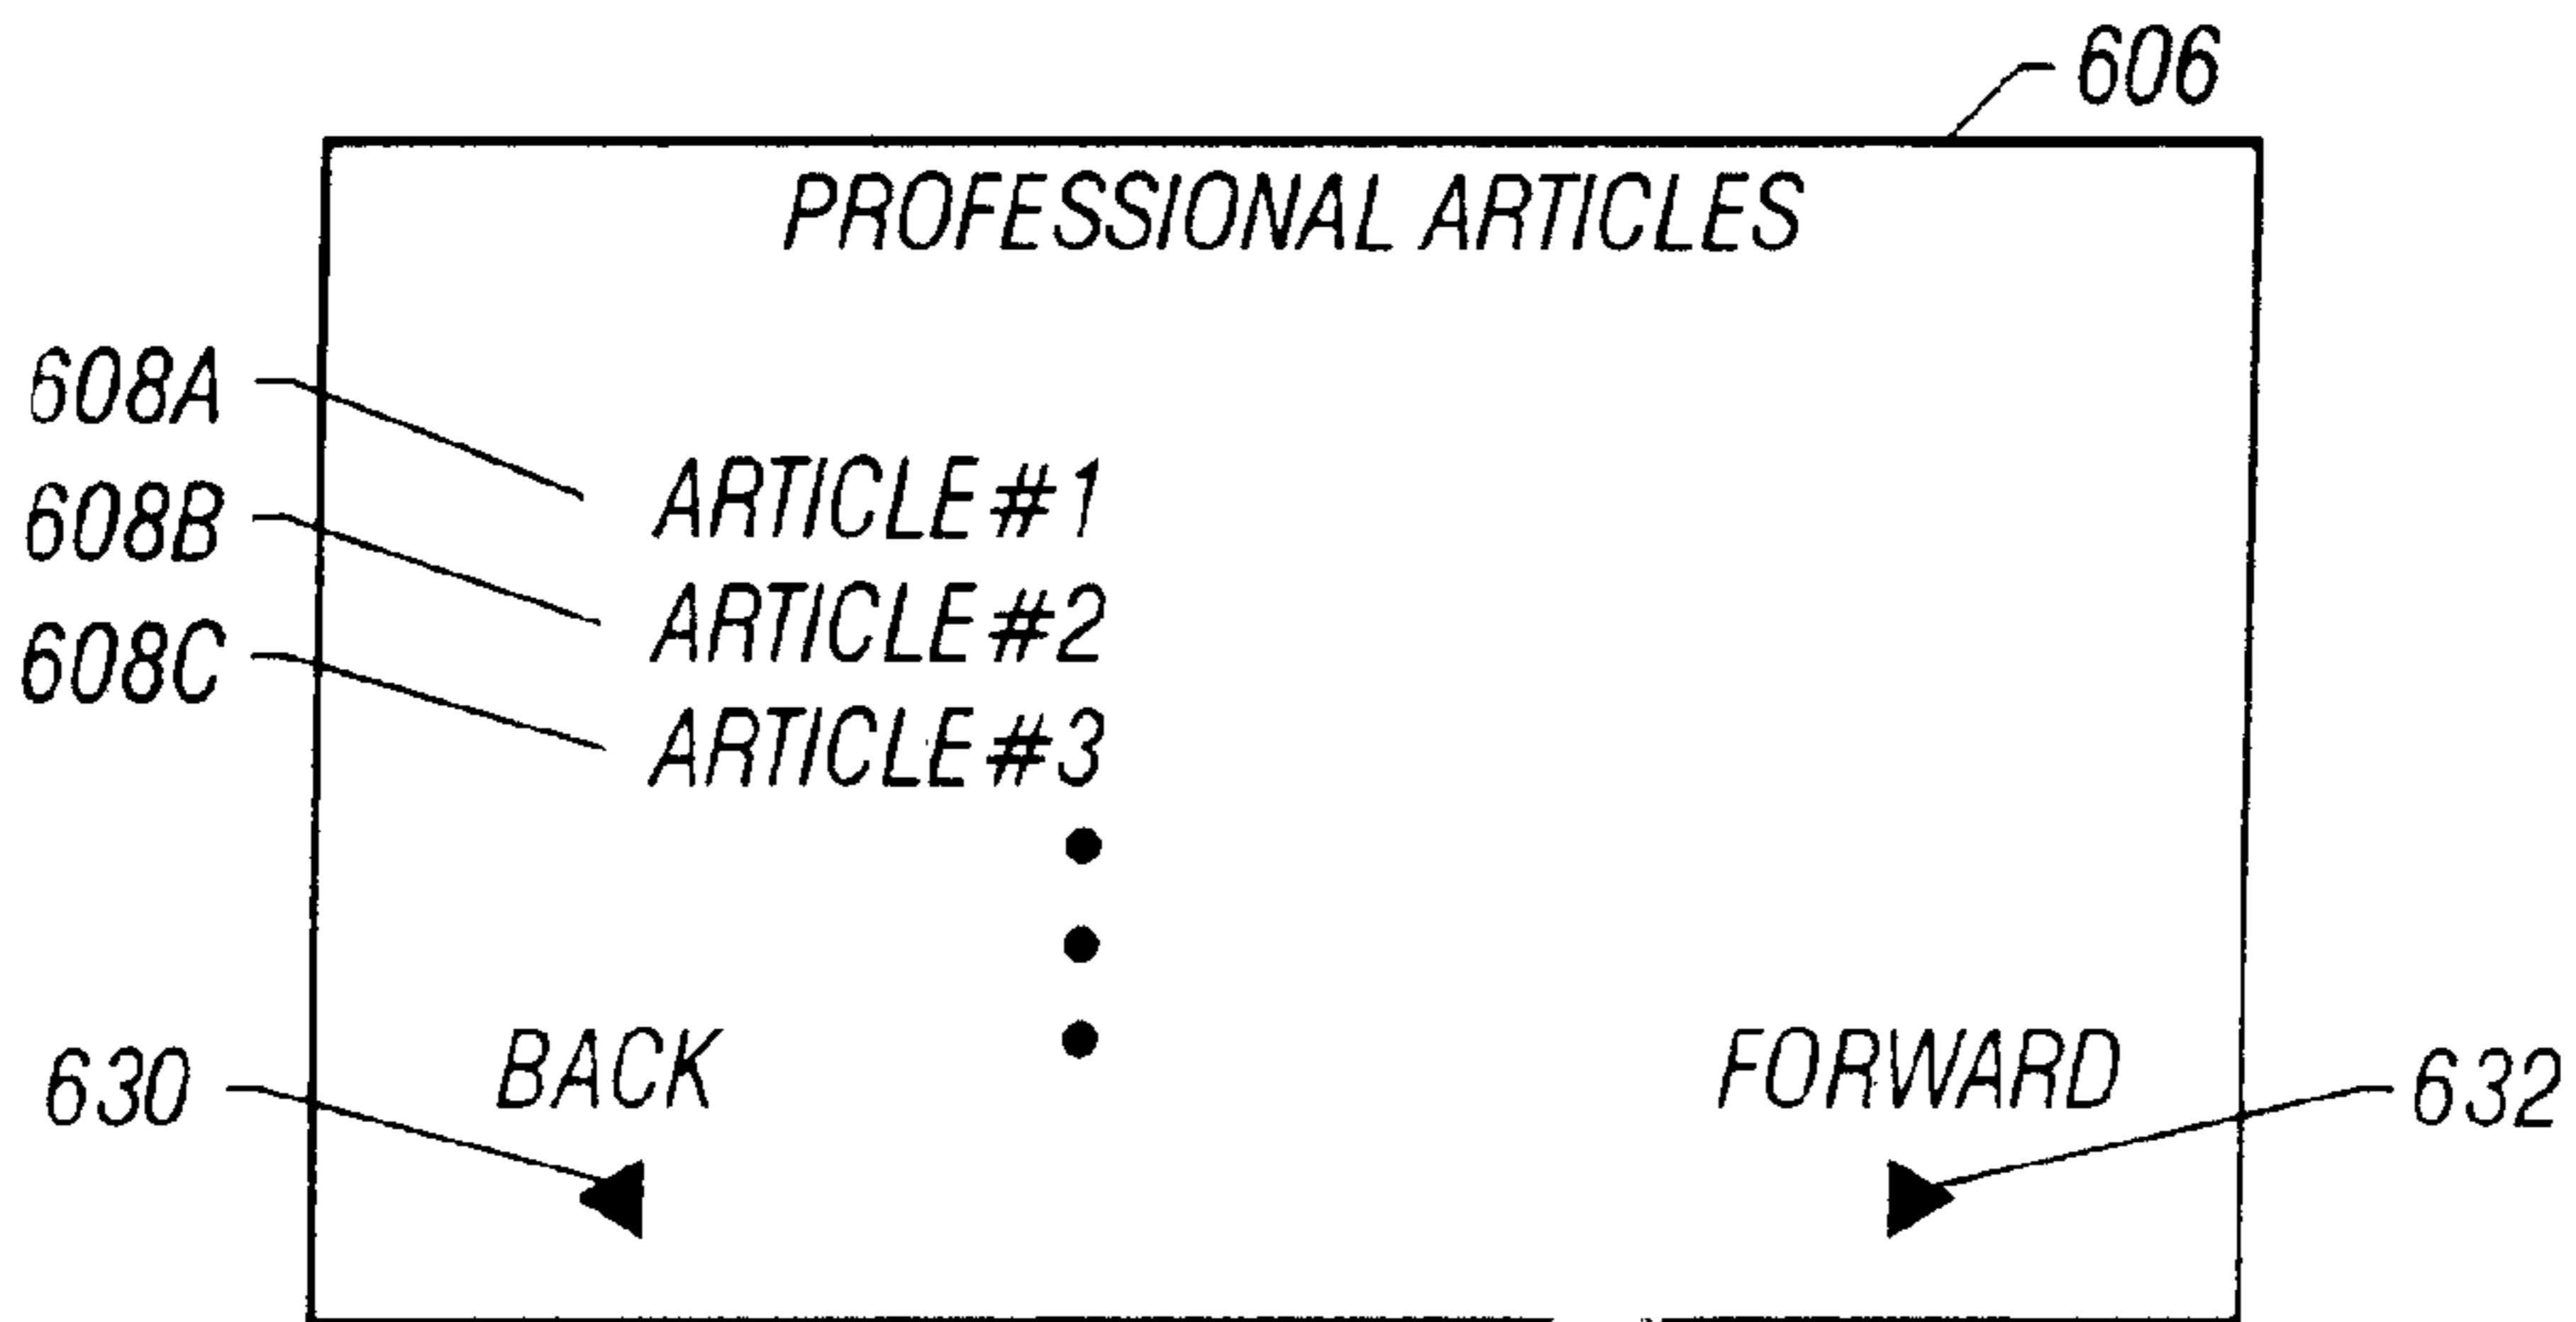 606
PROFESSIONAL ARTICLES
608A
ARTICLE #1
608B
ARTICLE #2
608C
ARTICLE #3
BACK
FORWARD
630
632